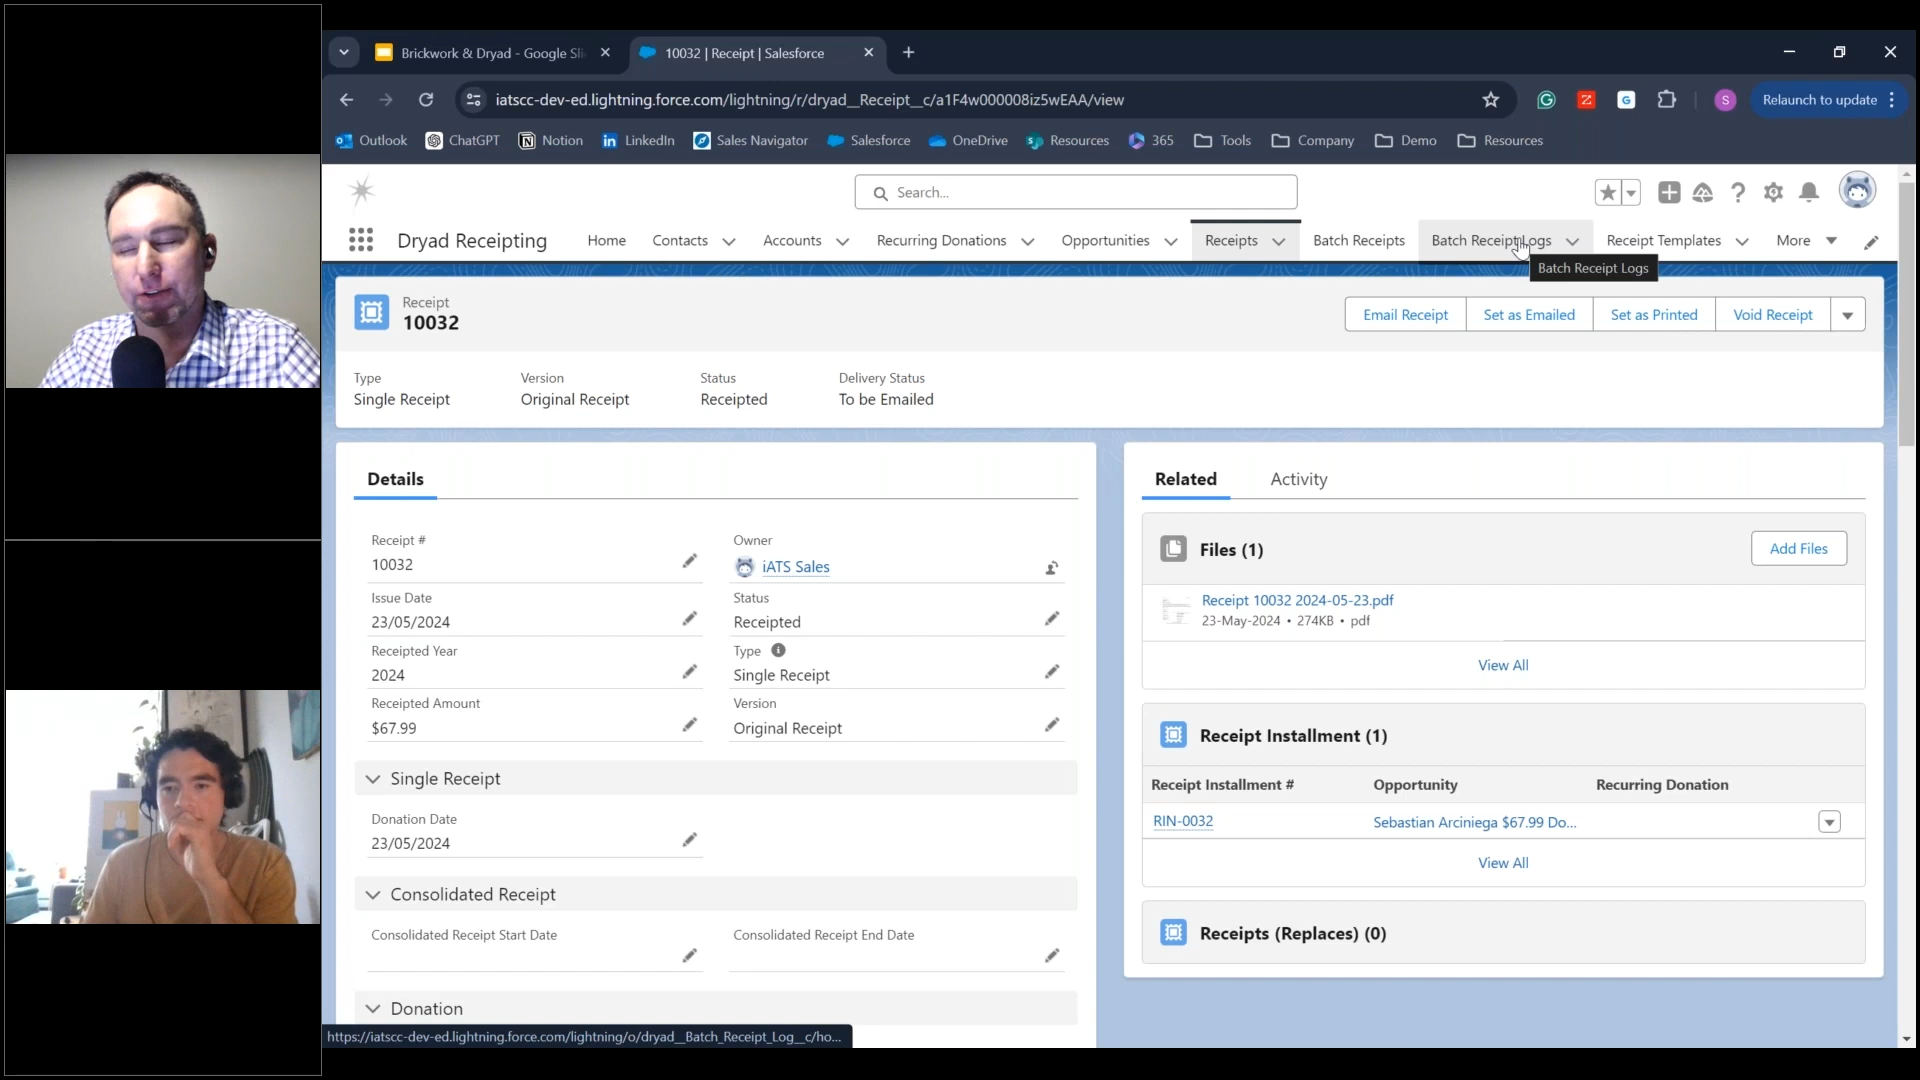 Brickwork & Dryad - Google Sli
10032 | Receipt | Salesforce
iatscc-dev-ed.lightning.force.com/lightning/r/dryad__Receipt__c/a1F4w000008iz5wEAA/view
S
Relaunch to update
Outlook ChatGPT Notion LinkedIn Sales Navigator Salesforce OneDrive Resources 365 Tools Company Demo Resources
Search...
Dryad Receipting Home Contacts Accounts Recurring Donations Opportunities Receipts Batch Receipts Batch Receipt Logs Receipt Templates More
Batch Receipt Logs
Receipt
10032
Email Receipt Set as Emailed Set as Printed Void Receipt
Type Version Status Delivery Status
Single Receipt Original Receipt Receipted To be Emailed
Details
Receipt # Owner
10032 iATS Sales
Issue Date Status
23/05/2024 Receipted
Receipted Year Type
2024 Single Receipt
Receipted Amount Version
$67.99 Original Receipt
Single Receipt
Donation Date
23/05/2024
Consolidated Receipt
Consolidated Receipt Start Date Consolidated Receipt End Date
Donation
Related Activity
Files (1) Add Files
Receipt 10032 2024-05-23.pdf
23-May-2024 • 274KB • pdf
View All
Receipt Installment (1)
Receipt Installment # Opportunity Recurring Donation
RIN-0032 Sebastian Arciniega $67.99 Do...
View All
Receipts (Replaces) (0)
https://iatscc-dev-ed.lightning.force.com/lightning/o/dryad__Batch_Receipt_Log__c/ho...